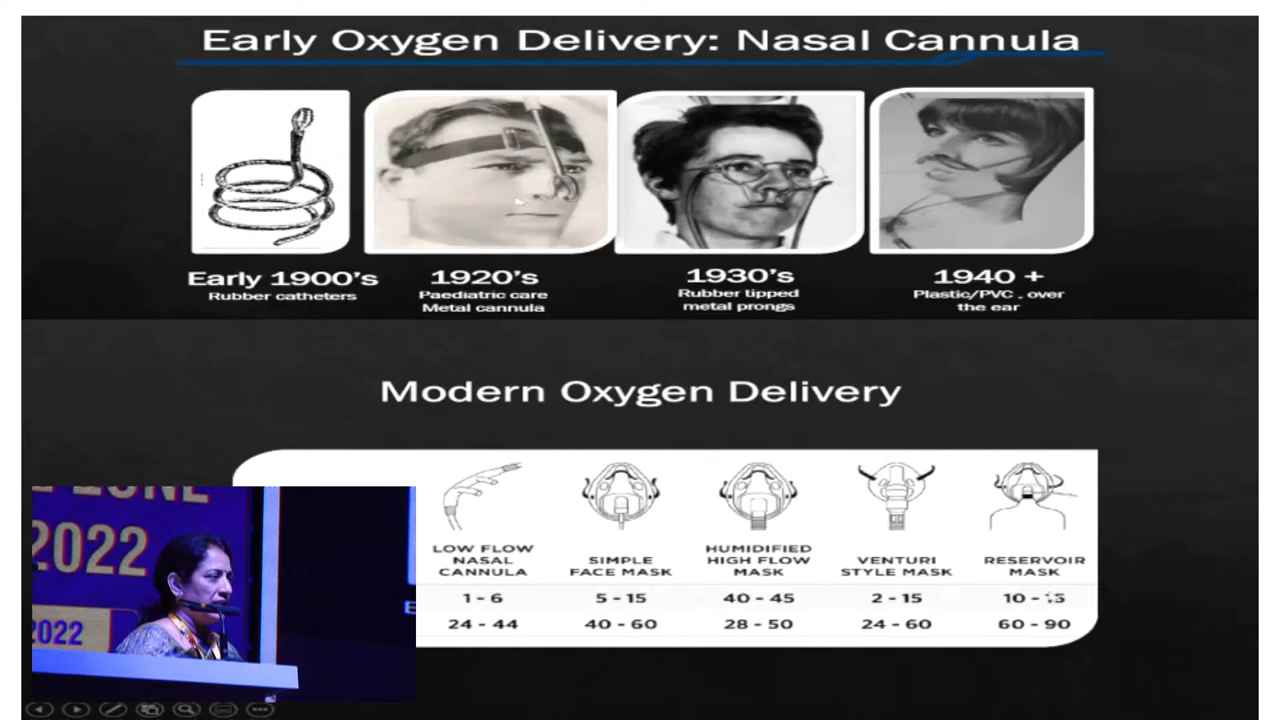 Early Oxygen Delivery: Nasal Cannula
Early 1900's
Rubber catheters
1920's
Paediatric care
Metal cannula
1930's
Rubber tipped
metal prongs
1940 +
Plastic/PVC , over
the ear
Modern Oxygen Delivery
LOW FLOW
NASAL
CANNULA
SIMPLE
FACE MASK
HUMIDIFIED
HIGH FLOW
MASK
VENTURI
STYLE MASK
RESERVOIR
MASK
1 - 6 5 - 15 40 - 45 2 - 15 10 - 15
24 - 44 40 - 60 28 - 50 24 - 60 60 - 90
2022
2022